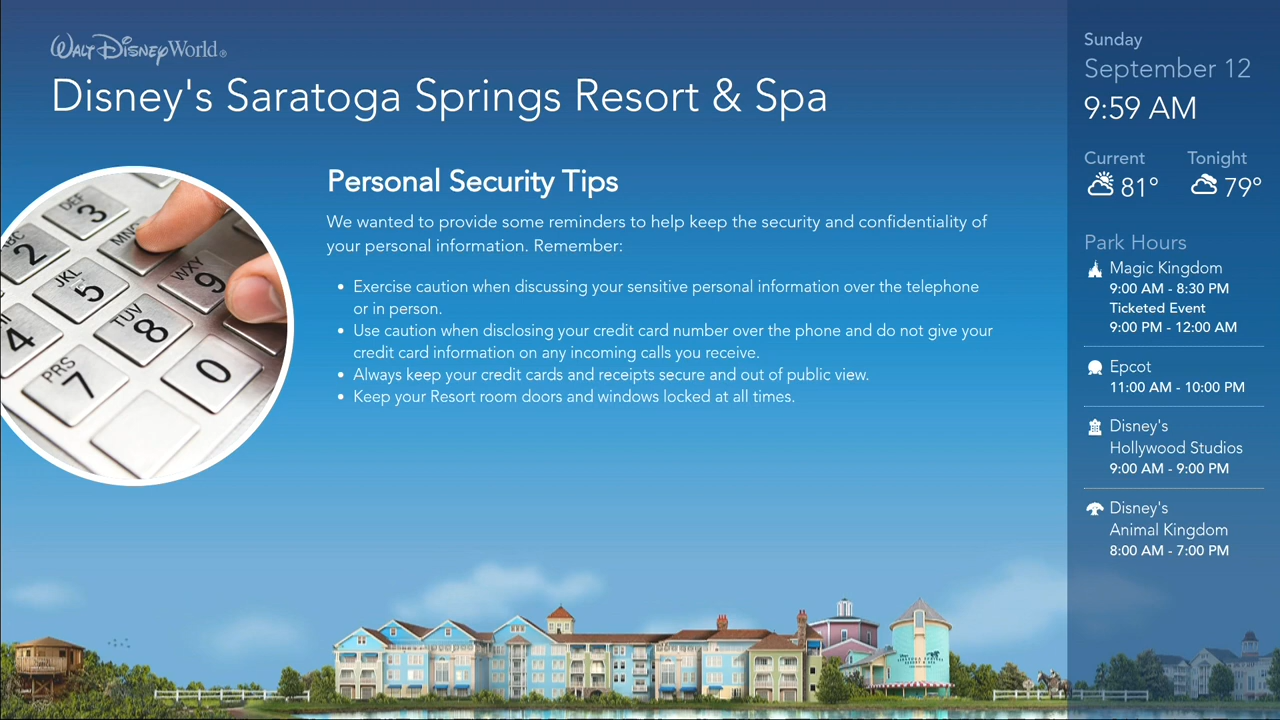 Walt Disney World®
Disney's Saratoga Springs Resort & Spa
Personal Security Tips
We wanted to provide some reminders to help keep the security and confidentiality of
your personal information. Remember:
• Exercise caution when discussing your sensitive personal information over the telephone
or in person.
• Use caution when disclosing your credit card number over the phone and do not give your
credit card information on any incoming calls you receive.
• Always keep your credit cards and receipts secure and out of public view.
• Keep your Resort room doors and windows locked at all times.
DEF
3
2
JKL
5
WXY
9
4
TUV
8
PRS
7
0
SARATOGA SPRINGS
RESORT & SPA
Sunday
September 12
9:59 AM
Current Tonight
81° 79°
Park Hours
Magic Kingdom
9:00 AM - 8:30 PM
Ticketed Event
9:00 PM - 12:00 AM
Epcot
11:00 AM - 10:00 PM
Disney's
Hollywood Studios
9:00 AM - 9:00 PM
Disney's
Animal Kingdom
8:00 AM - 7:00 PM